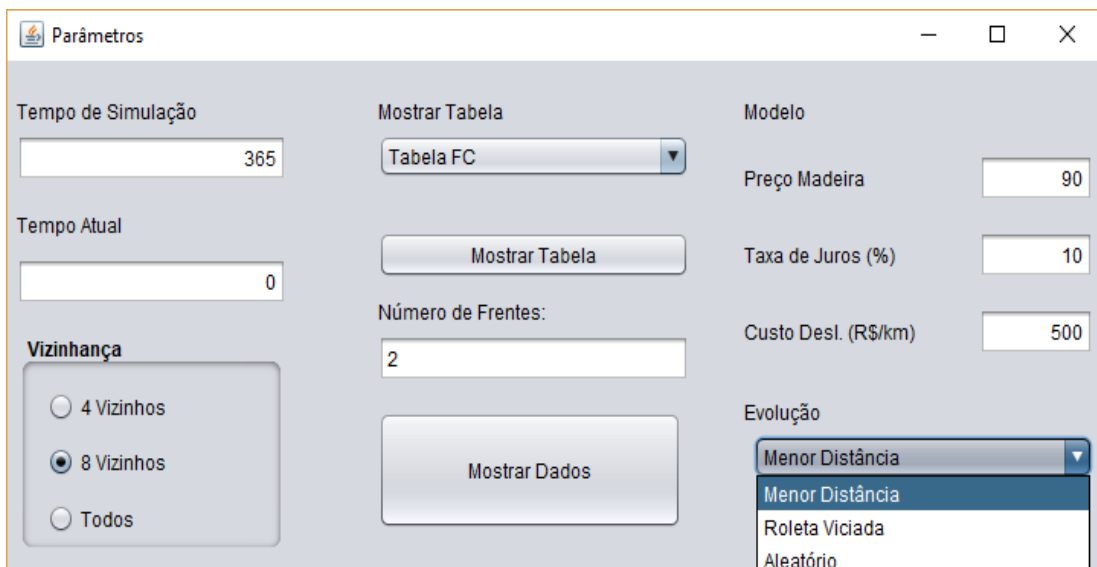 Parâmetros
Tempo de Simulação
365
Tempo Atual
0
Vizinhança
4 Vizinhos
8 Vizinhos
Todos
Mostrar Tabela
Tabela FC
Mostrar Tabela
Número de Frentes:
2
Mostrar Dados
Modelo
Preço Madeira
90
Taxa de Juros (%)
10
Custo Desl. (R$/km)
500
Evolução
Menor Distância
Menor Distância
Roleta Viciada
Aleatório